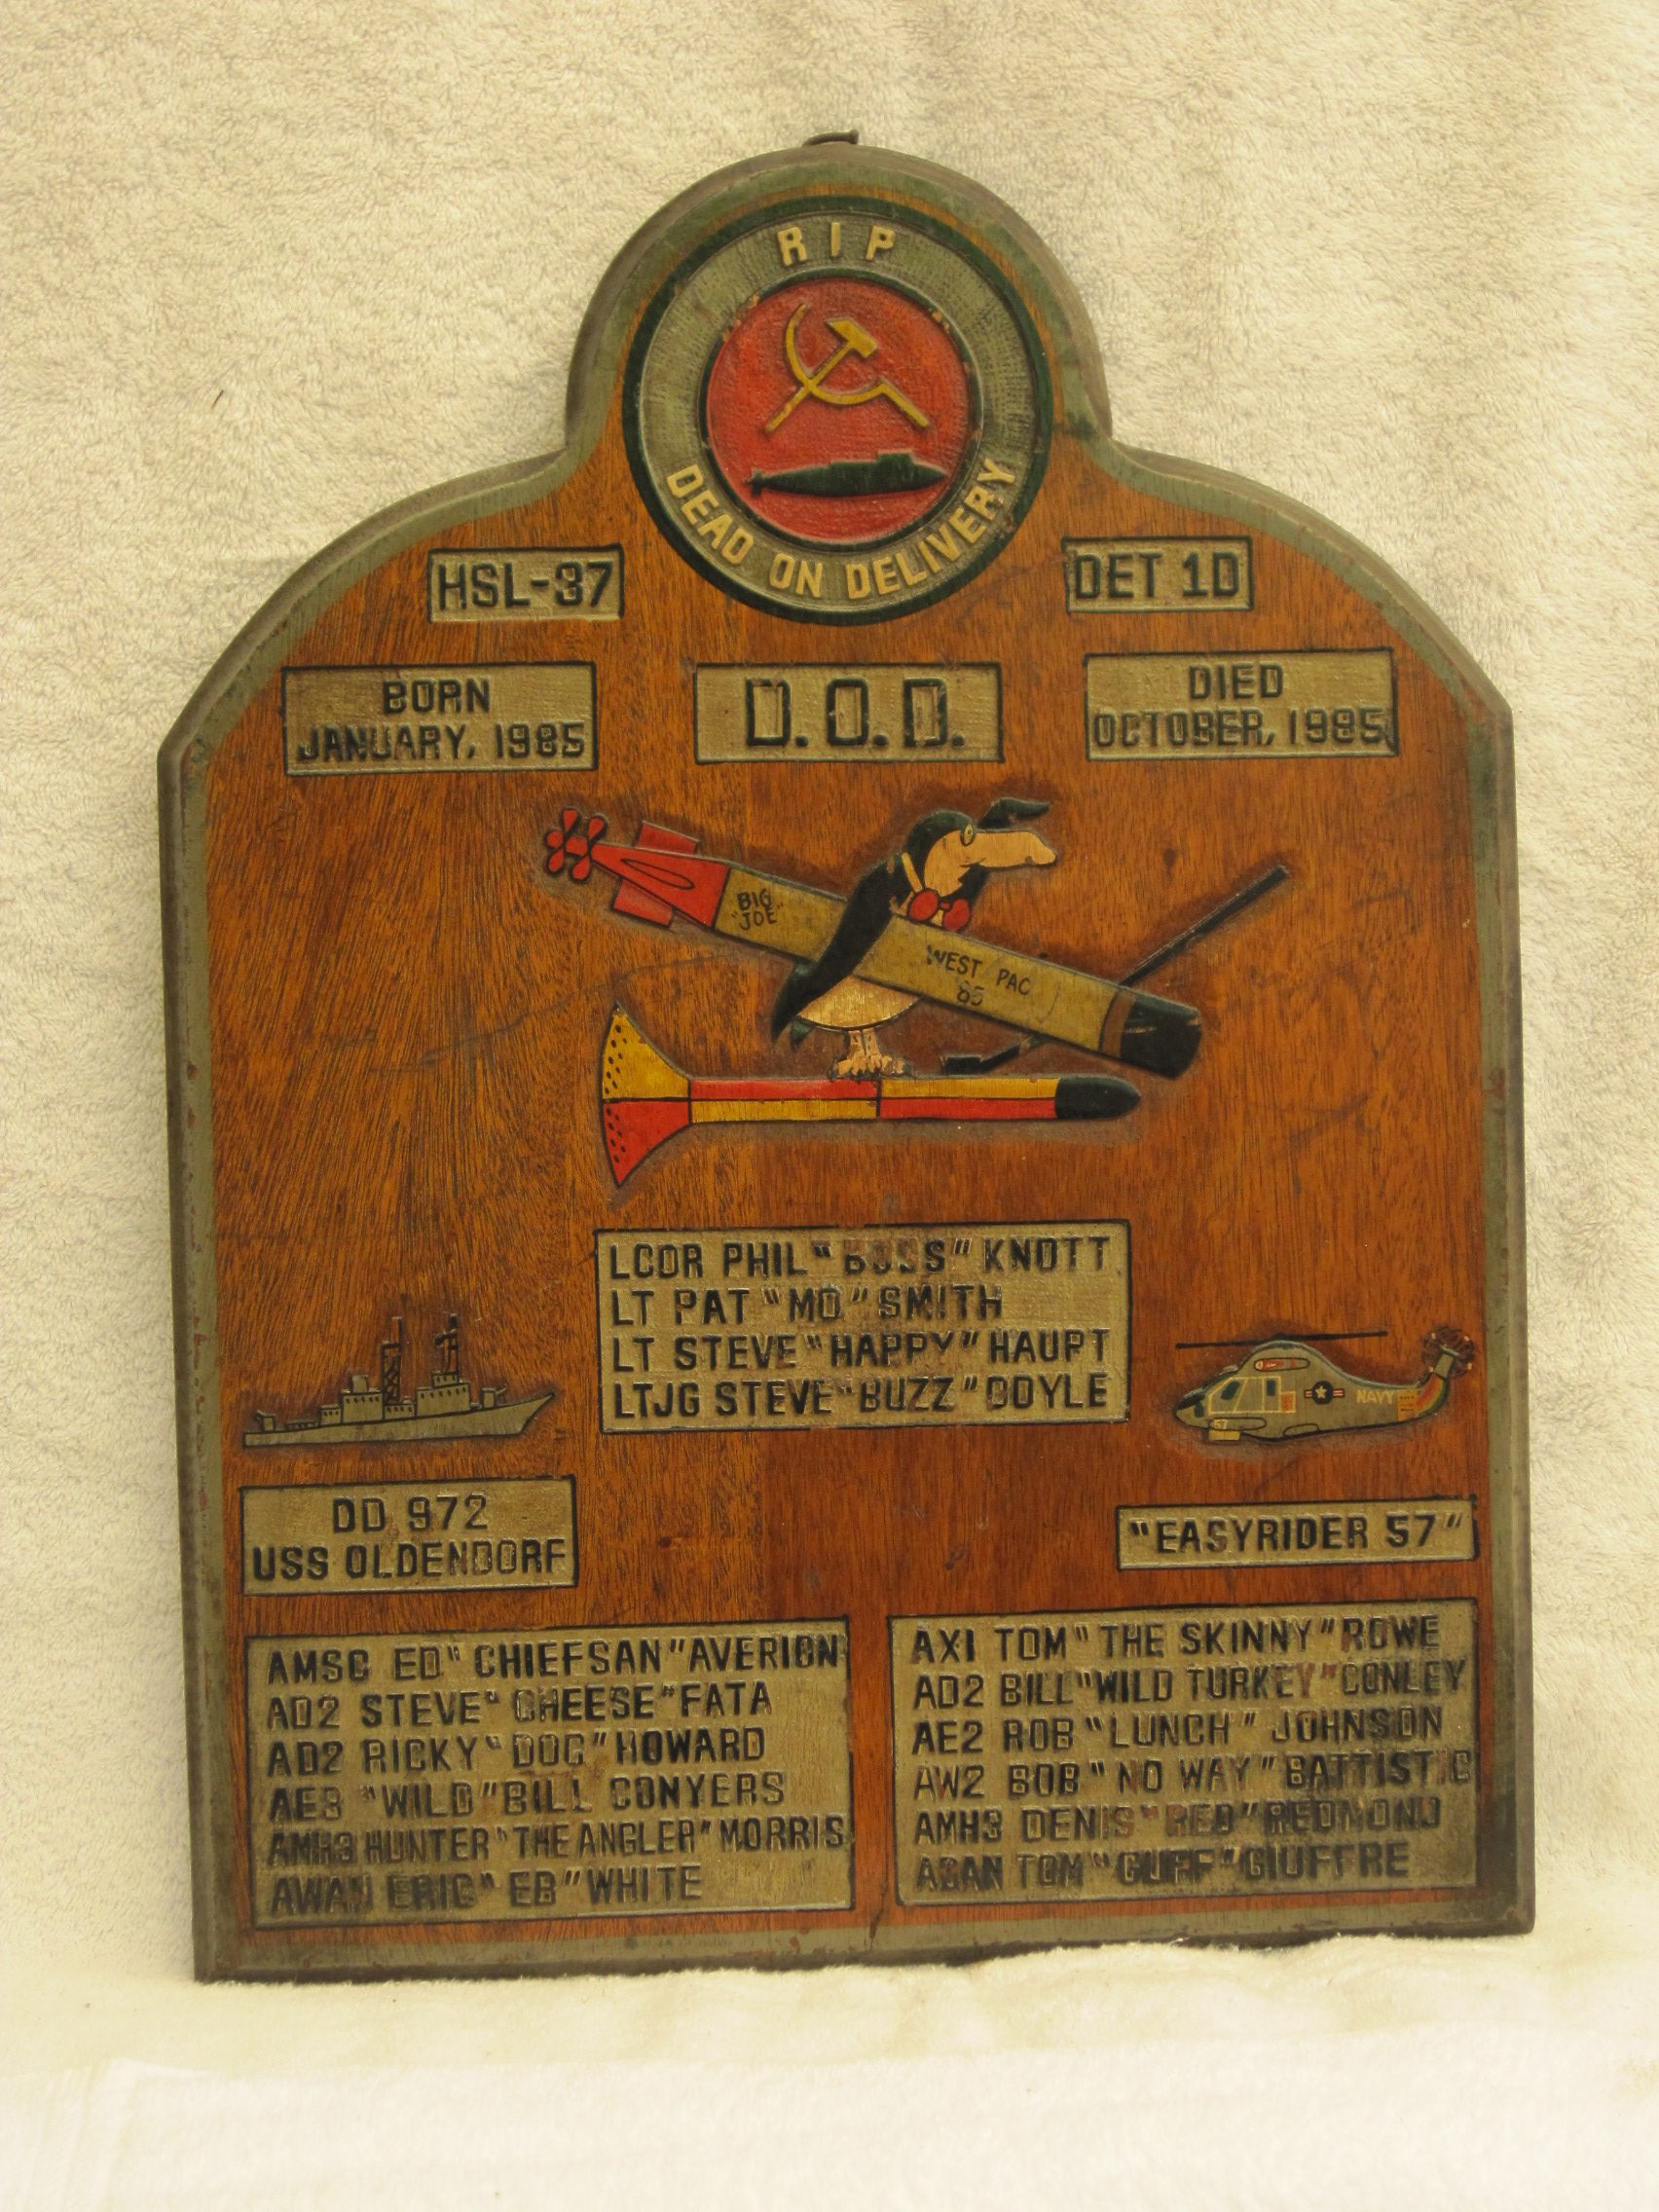 RIP
DEAD ON DELIVERY
HSL-37
DET 1D
BORN
JANUARY, 1985
D.O.D.
DIED
OCTOBER, 1985
BIG
"JOE"
WEST PAC
'85
LCDR PHIL "BOSS" KNOTT
LT PAT "MO" SMITH
LT STEVE "HAPPY" HAUPT
LTJG STEVE "BUZZ" DOYLE
NAVY
57
DD 972
USS OLDENDORF
"EASYRIDER 57"
AMSC ED "CHIEFSAN" AVERION
AD2 STEVE "CHEESE" FATA
AD2 RICKY "DOG" HOWARD
AE3 "WILD" BILL CONYERS
AMH3 HUNTER "THE ANGLER" MORRIS
AWAN ERIC "EB" WHITE
AX1 TOM "THE SKINNY" ROWE
AD2 BILL "WILD TURKEY" CONLEY
AE2 ROB "LUNCH" JOHNSON
AW2 BOB "NO WAY"
AMH3 DENIS "RED" REDMOND
TOM "GUFF" GIUFFRE